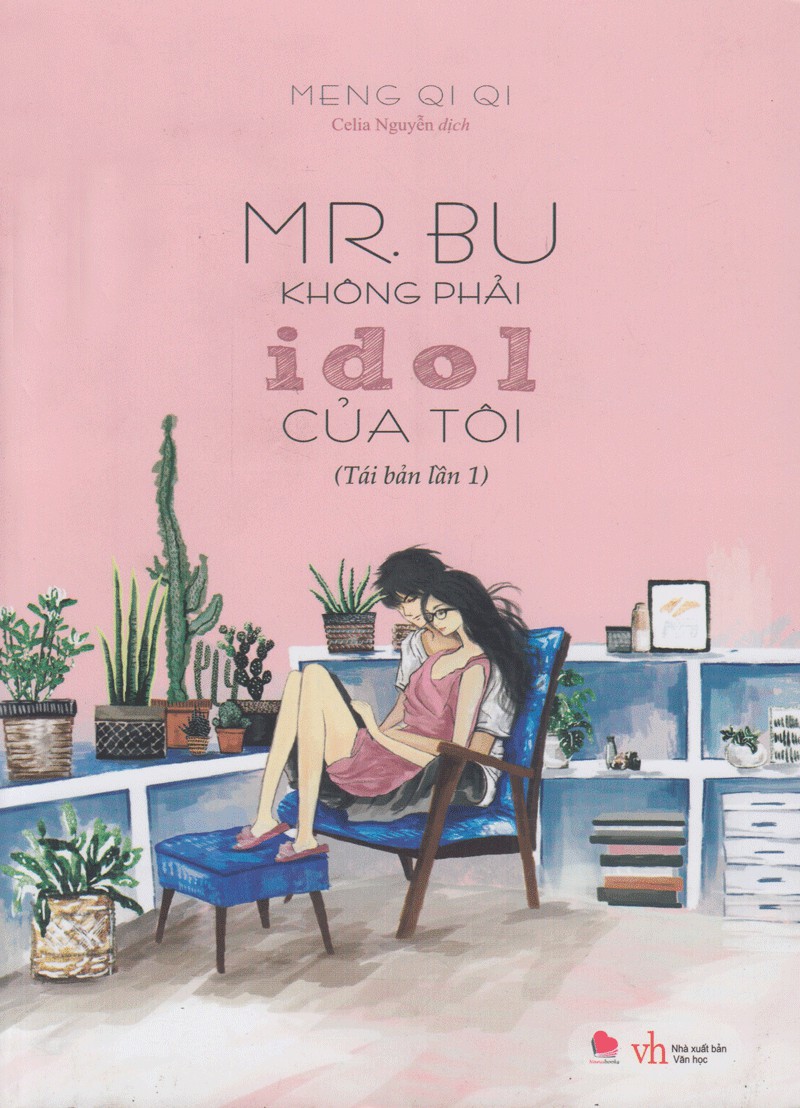 MENG QI QI
Celia Nguyễn dịch
MR. BU
KHÔNG PHẢI
idol
CỦA TÔI
(Tái bản lần 1)
vh
Nhà xuất bản
Văn học